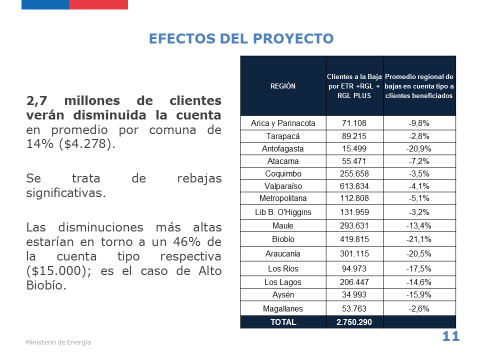 EFECTOS DEL PROYECTO
2,7 millones de clientes
verán disminuida la cuenta
en promedio por comuna de
14% ($4.278).
Se trata de rebajas
significativas.
Las disminuciones más altas
estarían en torno a un 46% de
la cuenta tipo respectiva
($15.000); es el caso de Alto
Biobío.
REGIÓN Clientes a la Baja por ETR +RGL + RGL PLUS Promedio regional de bajas en cuenta tipo a clientes beneficiados
Arica y Parinacota 71.108 -9,8%
Tarapacá 89.215 -2,8%
Antofagasta 15.499 -20,9%
Atacama 55.471 -7,2%
Coquimbo 255.658 -3,5%
Valparaíso 613.834 -4,1%
Metropolitana 112.808 -5,1%
Lib B. O'Higgins 131.959 -3,2%
Maule 293.631 -13,4%
Biobío 419.815 -21,1%
Araucanía 301.115 -20,5%
Los Ríos 94.973 -17,5%
Los Lagos 206.447 -14,6%
Aysén 34.993 -15,9%
Magallanes 53.763 -2,6%
TOTAL 2.750.290
Ministerio de Energía
11